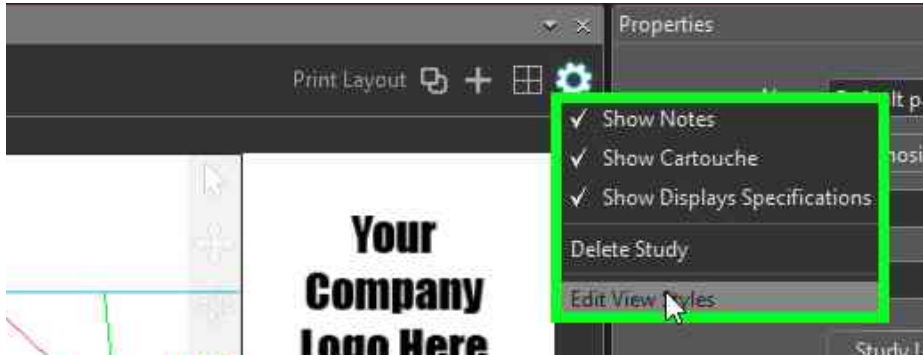 Properties
Print Layout
Show Notes
Show Cartouche
Show Displays Specifications
Delete Study
Edit View Styles
Your
Company
Logo Here